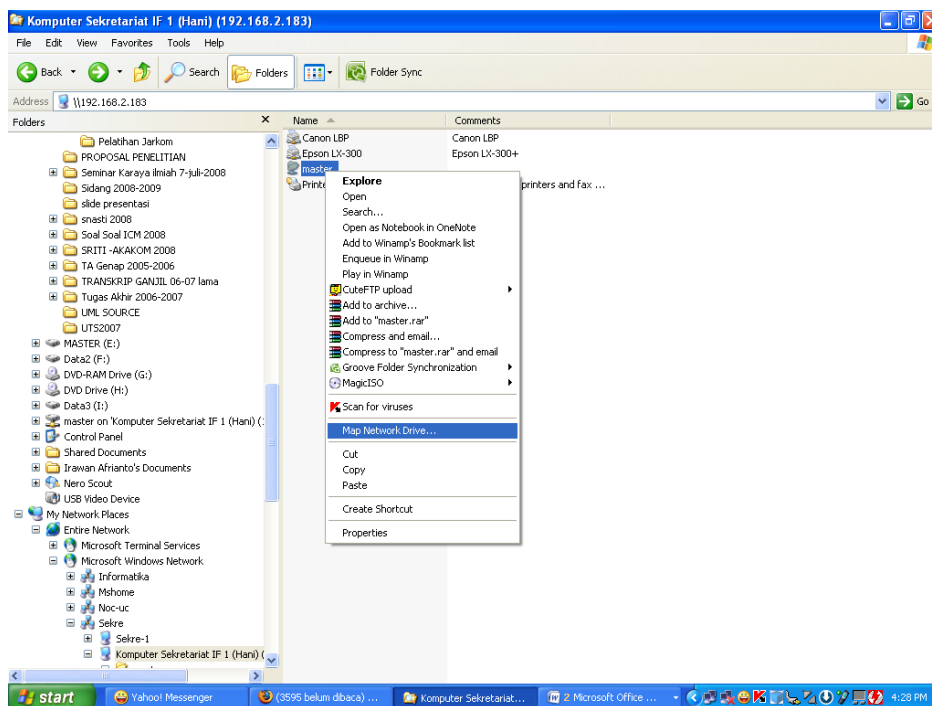 Komputer Sekretariat IF 1 (Hani) (192.168.2.183)
File Edit View Favorites Tools Help
Back Search Folders Folder Sync
Address \\192.168.2.183 Go
Folders
Pelatihan Jarkom
PROPOSAL PENELITIAN
Seminar Karaya ilmiah 7-juli-2008
Sidang 2008-2009
slide presentasi
snasti 2008
Soal Soal ICM 2008
SRITI -AKAKOM 2008
TA Genap 2005-2006
TRANSKRIP GANJIL 06-07 lama
Tugas Akhir 2006-2007
UML SOURCE
UTS2007
MASTER (E:)
Data2 (F:)
DVD-RAM Drive (G:)
DVD Drive (H:)
Data3 (I:)
master on 'Komputer Sekretariat IF 1 (Hani) (
Control Panel
Shared Documents
Irawan Afrianto's Documents
Nero Scout
USB Video Device
My Network Places
Entire Network
Microsoft Terminal Services
Microsoft Windows Network
Informatika
Mshome
Noc-uc
Sekre
Sekre-1
Komputer Sekretariat IF 1 (Hani) (
Name Comments
Canon LBP Canon LBP
Epson LX-300 Epson LX-300+
master
Printe printers and fax ...
Explore
Open
Search...
Open as Notebook in OneNote
Add to Winamp's Bookmark list
Enqueue in Winamp
Play in Winamp
CuteFTP upload
Add to archive...
Add to "master.rar"
Compress and email...
Compress to "master.rar" and email
Groove Folder Synchronization
MagicISO
Scan for viruses
Map Network Drive...
Cut
Copy
Paste
Create Shortcut
Properties
start Yahoo! Messenger (3595 belum dibaca) ... Komputer Sekretariat... 2 Microsoft Office ... 4:28 PM